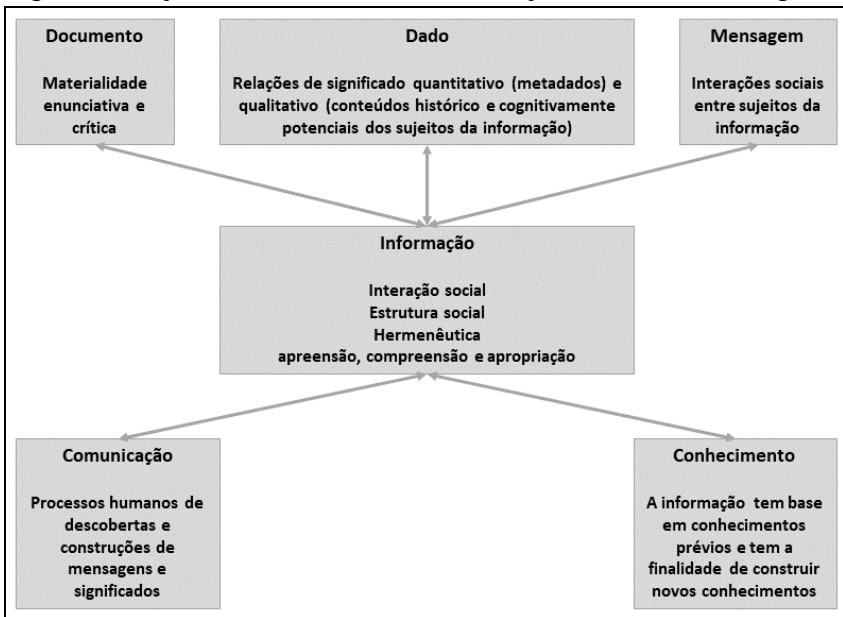 Documento
Materialidade
enunciativa e
crítica
Dado
Relações de significado quantitativo (metadados) e
qualitativo (conteúdos histórico e cognitivamente
potenciais dos sujeitos da informação)
Mensagem
Interações sociais
entre sujeitos da
informação
Informação
Interação social
Estrutura social
Hermenêutica
apreensão, compreensão e apropriação
Comunicação
Processos humanos de
descobertas e
construções de
mensagens e
significados
Conhecimento
A informação tem base
em conhecimentos
prévios e tem a
finalidade de construir
novos conhecimentos